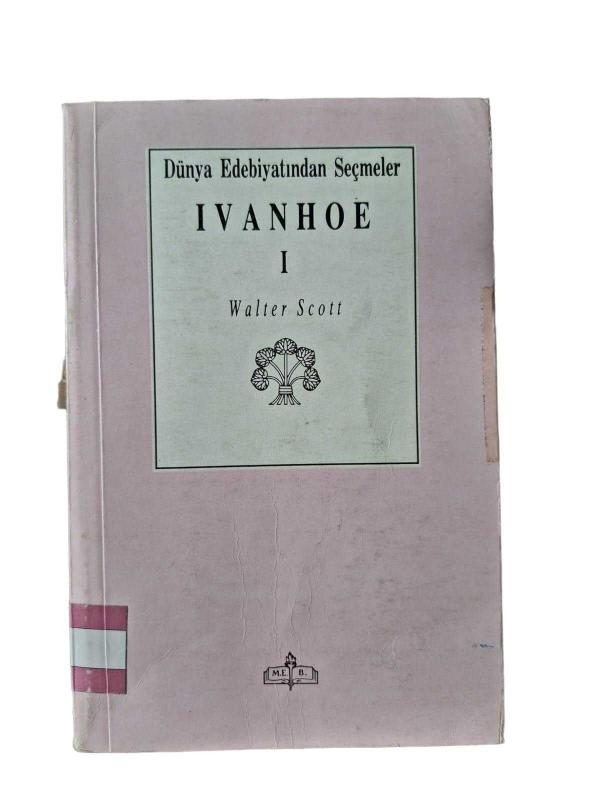 Dünya Edebiyatından Seçmeler
IVANHOE
I
Walter Scott
M.E. B.